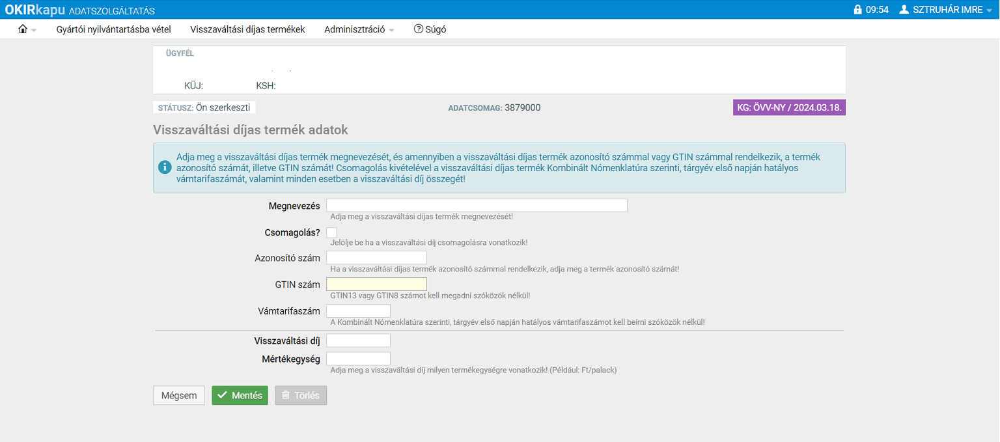 OKIRkapu ADATSZOLGÁLTATÁS
09:54 SZTRUHÁR IMRE
Gyártói nyilvántartásba vétel Visszaváltási díjas termékek Adminisztráció Súgó
ÜGYFÉL
KÜJ: KSH:
STÁTUSZ: Ön szerkeszti ADATCSOMAG: 3879000 KG: ÖVV-NY / 2024.03.18.
Visszaváltási díjas termék adatok
Adja meg a visszaváltási díjas termék megnevezését, és amennyiben a visszaváltási díjas termék azonosító számmal vagy GTIN számmal rendelkezik, a termék
azonosító számát, illetve GTIN számát! Csomagolás kivételével a visszaváltási díjas termék Kombinált Nómenklatúra szerinti, tárgyév első napján hatályos
vámtarifaszámát, valamint minden esetben a visszaváltási díj összegét!
Megnevezés
Adja meg a visszaváltási díjas termék megnevezését!
Csomagolás?
Jelölje be ha a visszaváltási díj csomagolásra vonatkozik!
Azonosító szám
Ha a visszaváltási díjas termék azonosító számmal rendelkezik, adja meg a termék azonosító számát!
GTIN szám
GTIN13 vagy GTIN8 számot kell megadni szóközök nélkül!
Vámtarifaszám
A Kombinált Nómenklatúra szerinti, tárgyév első napján hatályos vámtarifaszámot kell beírni szóközök nélkül!
Visszaváltási díj
Mértékegység
Adja meg a visszaváltási díj milyen termékegységre vonatkozik! (Például: Ft/palack)
Mégsem Mentés Törlés